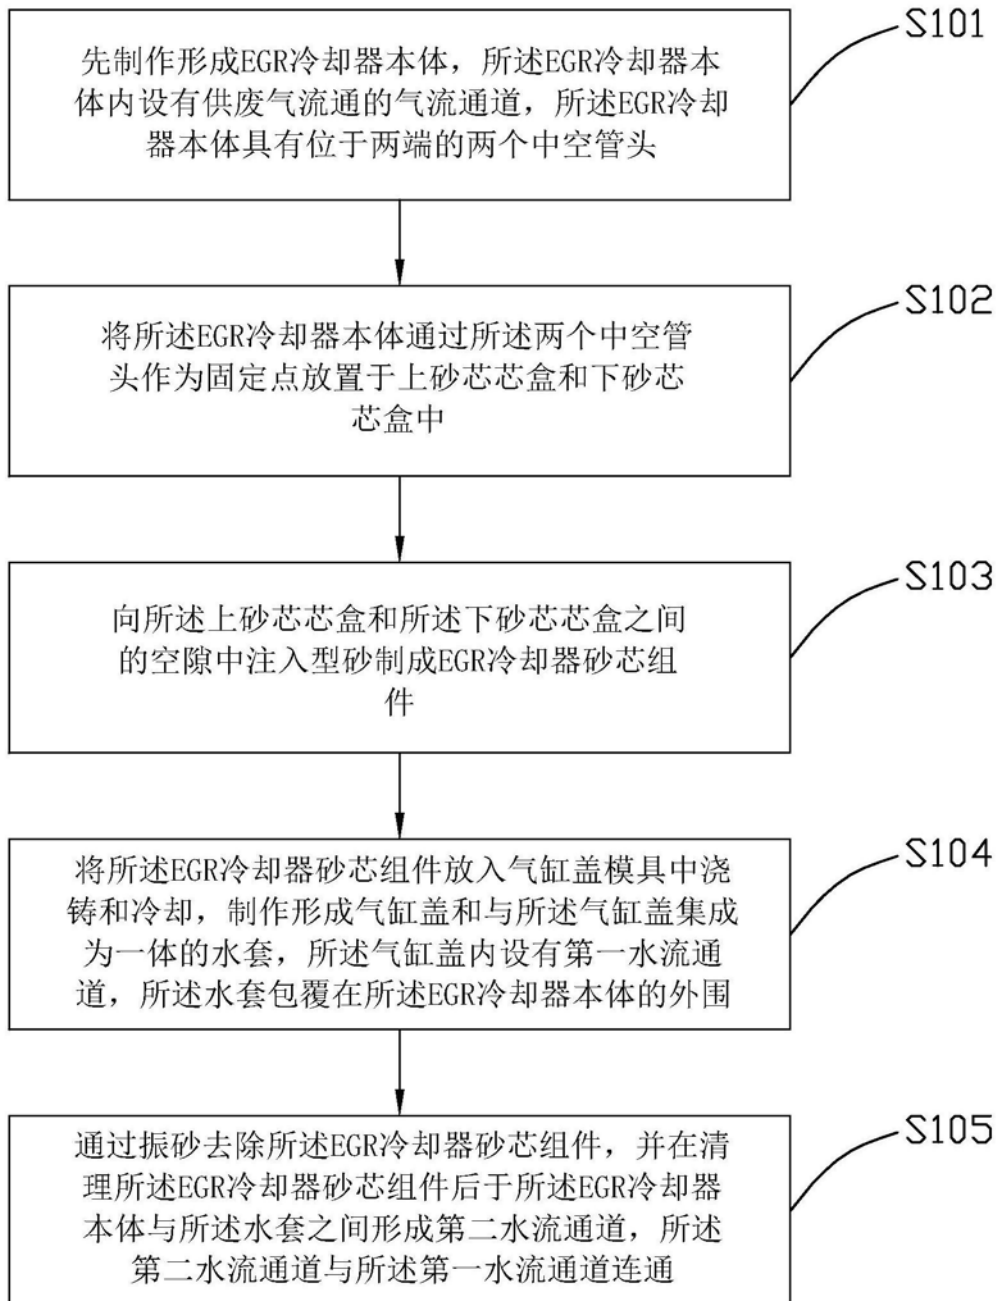 S101
先制作形成EGR冷却器本体，所述EGR冷却器本
体内设有供废气流通的气流通道，所述EGR冷却
器本体具有位于两端的两个中空管头
S102
将所述EGR冷却器本体通过所述两个中空管
头作为固定点放置于上砂芯芯盒和下砂芯
芯盒中
S103
向所述上砂芯芯盒和所述下砂芯芯盒之间
的空隙中注入型砂制成EGR冷却器砂芯组
件
S104
将所述EGR冷却器砂芯组件放入气缸盖模具中浇
铸和冷却，制作形成气缸盖和与所述气缸盖集成
为一体的水套，所述气缸盖内设有第一水流通
道，所述水套包覆在所述EGR冷却器本体的外围
S105
通过振砂去除所述EGR冷却器砂芯组件，并在清
理所述EGR冷却器砂芯组件后于所述EGR冷却器
本体与所述水套之间形成第二水流通道，所述
第二水流通道与所述第一水流通道连通